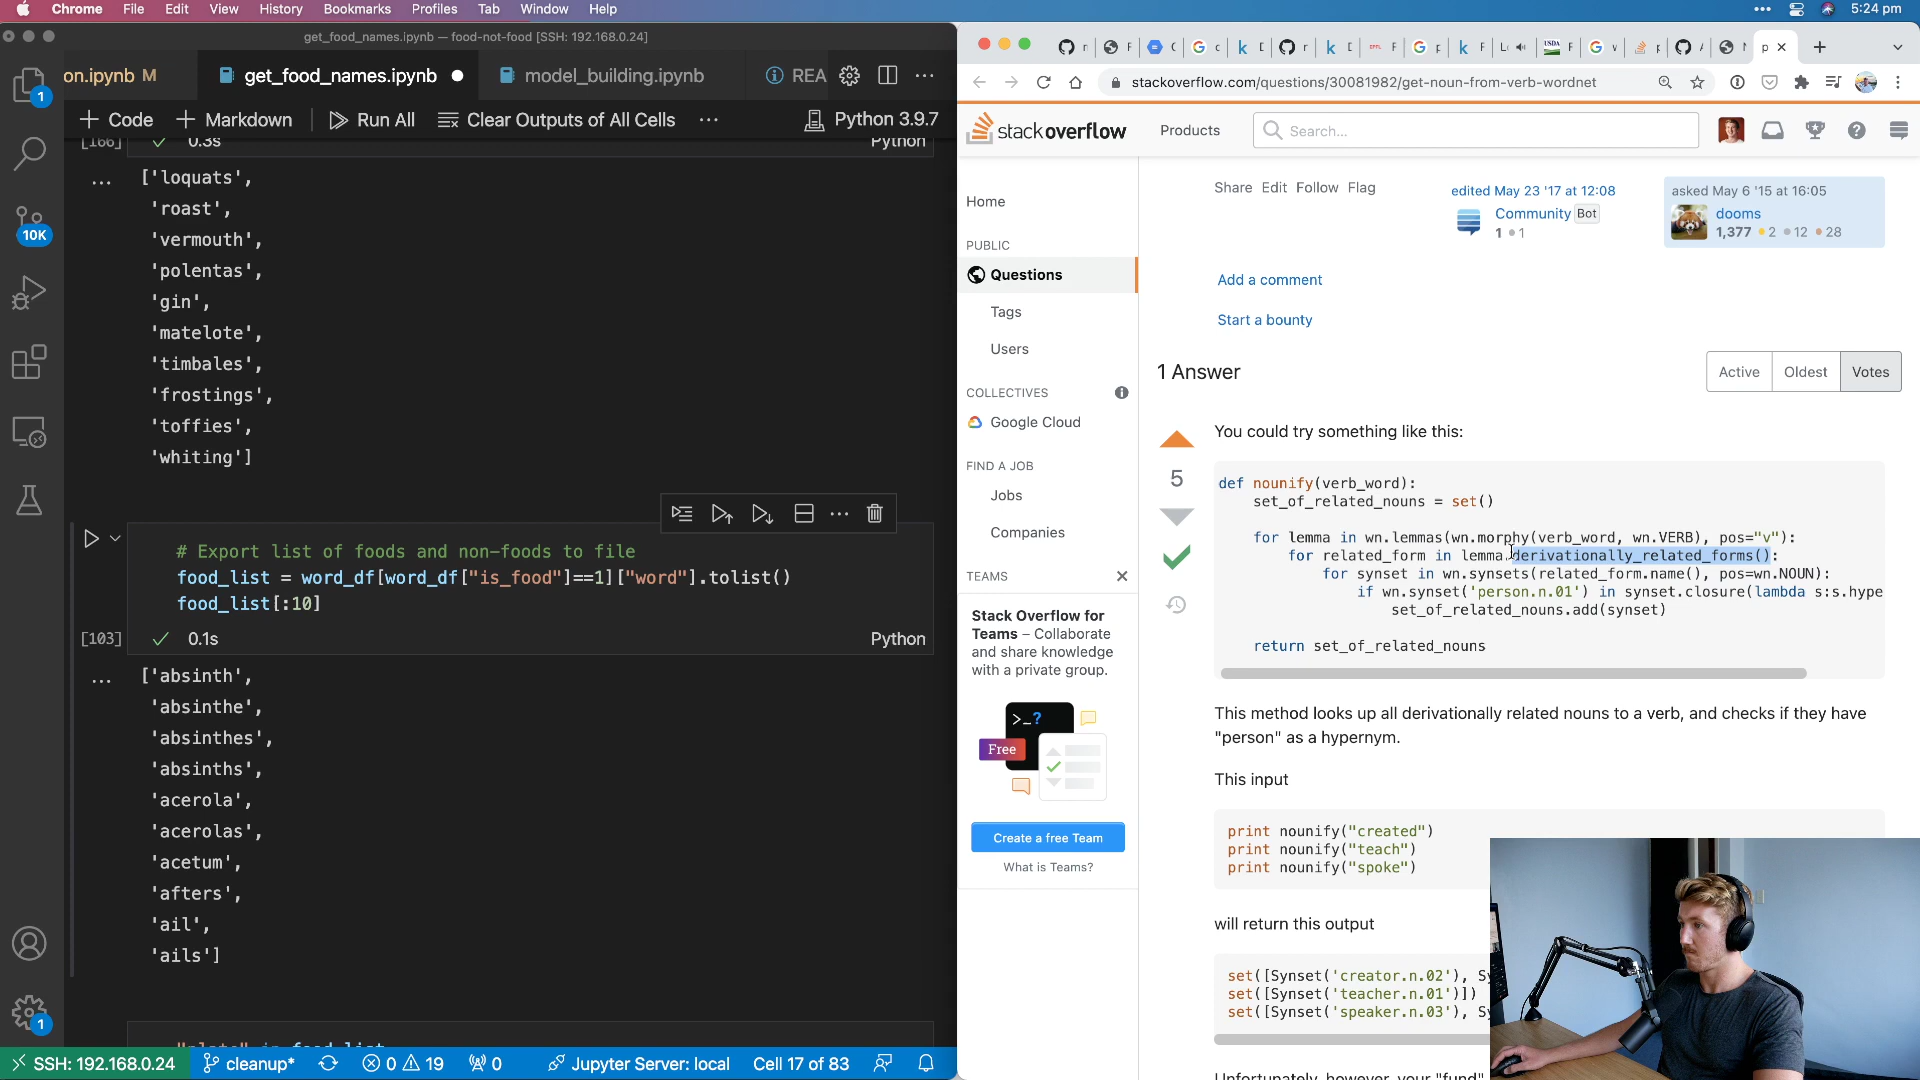 Chrome File Edit View History Bookmarks Profiles Tab Window Help
5:24 pm
get_food_names.ipynb — food-not-food [SSH: 192.168.0.24]
on.ipynb M
get_food_names.ipynb
model_building.ipynb
REA
+ Code
+ Markdown
Run All
Clear Outputs of All Cells
Python 3.9.7
[166]
0.3s
Python
['loquats',
'roast',
'vermouth',
'polentas',
'gin',
'matelote',
'timbales',
'frostings',
'toffies',
'whiting']
# Export list of foods and non-foods to file
food_list = word_df[word_df["is_food"]==1]["word"].tolist()
food_list[:10]
[103]
0.1s
Python
['absinth',
'absinthe',
'absinthes',
'absinths',
'acerola',
'acerolas',
'acetum',
'afters',
'ail',
'ails']
1
10K
1
SSH: 192.168.0.24
cleanup*
0
19
0
Jupyter Server: local
Cell 17 of 83
stackoverflow.com/questions/30081982/get-noun-from-verb-wordnet
stackoverflow
Products
Search...
Home
PUBLIC
Questions
Tags
Users
COLLECTIVES
Google Cloud
FIND A JOB
Jobs
Companies
TEAMS
Stack Overflow for
Teams – Collaborate
and share knowledge
with a private group.
>_?
Free
Create a free Team
What is Teams?
Share Edit Follow Flag
edited May 23 '17 at 12:08
Community Bot
1 1
asked May 6 '15 at 16:05
dooms
1,377 2 12 28
Add a comment
Start a bounty
1 Answer
Active
Oldest
Votes
5
You could try something like this:
def nounify(verb_word):
set_of_related_nouns = set()
for lemma in wn.lemmas(wn.morphy(verb_word, wn.VERB), pos="v"):
for related_form in lemma.derivationally_related_forms():
for synset in wn.synsets(related_form.name(), pos=wn.NOUN):
if wn.synset('person.n.01') in synset.closure(lambda s:s.hype
set_of_related_nouns.add(synset)
return set_of_related_nouns
This method looks up all derivationally related nouns to a verb, and checks if they have
"person" as a hypernym.
This input
print nounify("created")
print nounify("teach")
print nounify("spoke")
will return this output
set([Synset('creator.n.02'), Sy
set([Synset('teacher.n.01')])
set([Synset('speaker.n.03'), Sy
Unfortunately, however, your "fund"